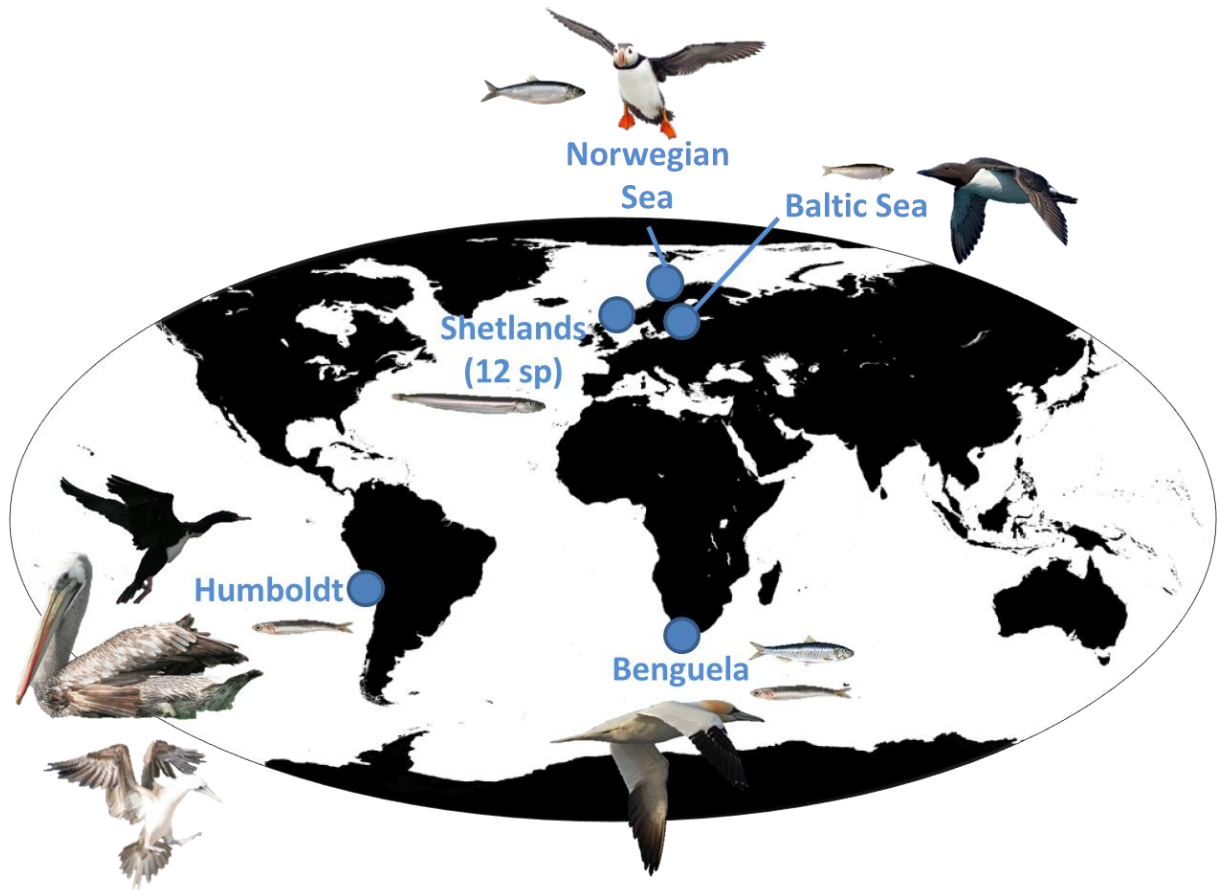 Norwegian
Sea
Baltic Sea
Shetlands
(12 sp)
Humboldt
Benguela